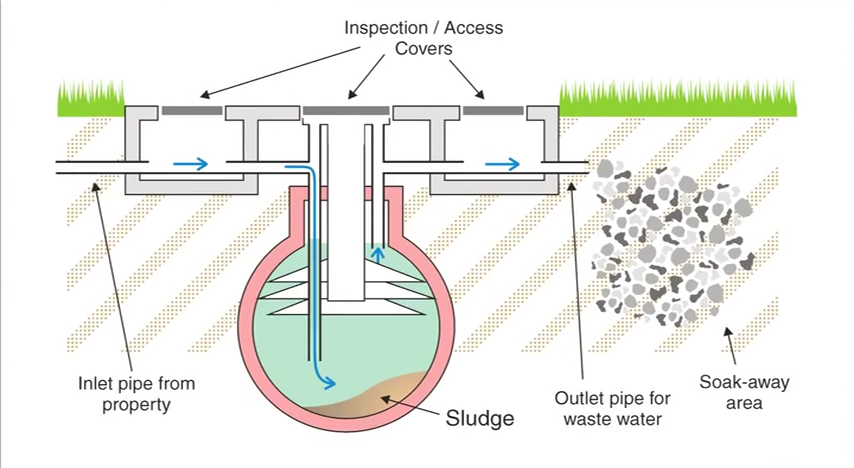 Inspection / Access
Covers
Inlet pipe from
property
Sludge
Outlet pipe for
waste water
Soak-away
area